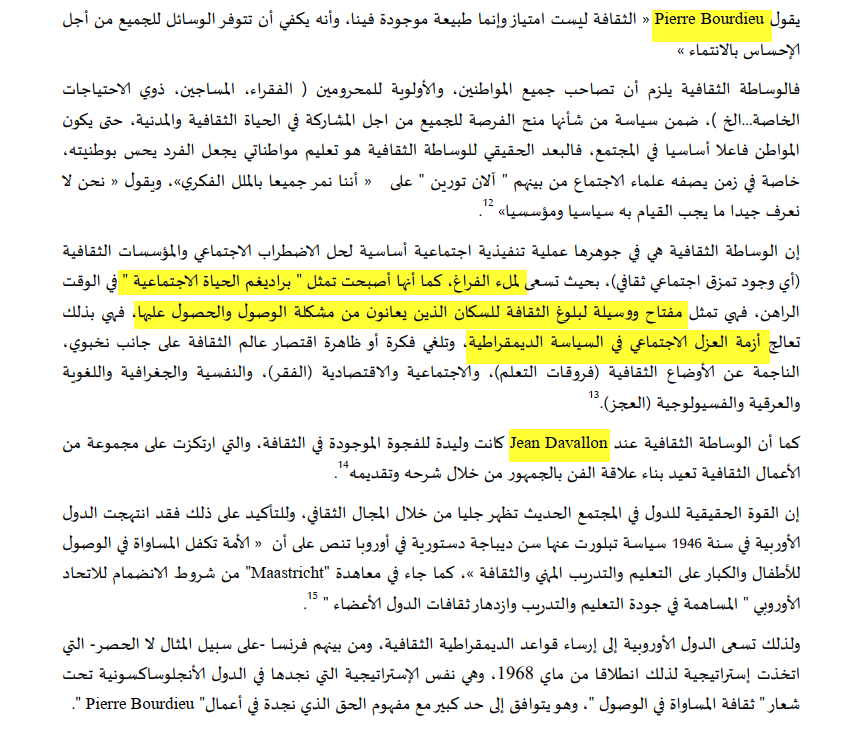 يقول Pierre Bourdieu « الثقافة ليست امتياز وإنما طبيعة موجودة فينا، وأنه يكفي أن تتوفر الوسائل للجميع من أجل
الإحساس بالانتماء »
فالوساطة الثقافية يلزم أن تصاحب جميع المواطنين، والأولوية للمحرومين ( الفقراء، المساجين، ذوي الاحتياجات
الخاصة...الخ )، ضمن سياسة من شأنها منح الفرصة للجميع من اجل المشاركة في الحياة الثقافية والمدنية، حتى يكون
المواطن فاعلا أساسيا في المجتمع، فالبعد الحقيقي للوساطة الثقافية هو تعليم مواطناتي يجعل الفرد يحس بوطنيته،
خاصة في زمن يصفه علماء الاجتماع من بينهم " آلان تورين " على « أننا نمر جميعا بالملل الفكري»، ويقول « نحن لا
نعرف جيدا ما يجب القيام به سياسيا ومؤسسيا» 12.
إن الوساطة الثقافية هي في جوهرها عملية تنفيذية اجتماعية أساسية لحل الاضطراب الاجتماعي والمؤسسات الثقافية
(أي وجود تمزق اجتماعي ثقافي)، بحيث تسعى لملء الفراغ، كما أنها أصبحت تمثل " براديغم الحياة الاجتماعية " في الوقت
الراهن، فهي تمثل مفتاح ووسيلة لبلوغ الثقافة للسكان الذين يعانون من مشكلة الوصول والحصول عليها، فهي بذلك
تعالج أزمة العزل الاجتماعي في السياسة الديمقراطية، وتلغي فكرة أو ظاهرة اقتصار عالم الثقافة على جانب نخبوي،
الناجمة عن الأوضاع الثقافية (فروقات التعلم)، والاجتماعية والاقتصادية (الفقر)، والنفسية والجغرافية واللغوية
والعرقية والفسيولوجية (العجز).13
كما أن الوساطة الثقافية عند Jean Davallon كانت وليدة للفجوة الموجودة في الثقافة، والتي ارتكزت على مجموعة من
الأعمال الثقافية تعيد بناء علاقة الفن بالجمهور من خلال شرحه وتقديمه14.
إن القوة الحقيقية للدول في المجتمع الحديث تظهر جليا من خلال المجال الثقافي، وللتأكيد على ذلك فقد انتهجت الدول
الأوربية في سنة 1946 سياسة تبلورت عنها سن ديباجة دستورية في أوروبا تنص على أن « الأمة تكفل المساواة في الوصول
للأطفال والكبار على التعليم والتدريب المهني والثقافة »، كما جاء في معاهدة "Maastricht" من شروط الانضمام للاتحاد
الأوروبي " المساهمة في جودة التعليم والتدريب وازدهار ثقافات الدول الأعضاء " 15.
ولذلك تسعى الدول الأوروبية إلى إرساء قواعد الديمقراطية الثقافية، ومن بينهم فرنسا -على سبيل المثال لا الحصر- التي
اتخذت إستراتيجية لذلك انطلاقا من ماي 1968، وهي نفس الإستراتيجية التي نجدها في الدول الأنجلوساكسونية تحت
شعار " ثقافة المساواة في الوصول "، وهو يتوافق إلى حد كبير مع مفهوم الحق الذي نجدة في أعمال" Pierre Bourdieu ".